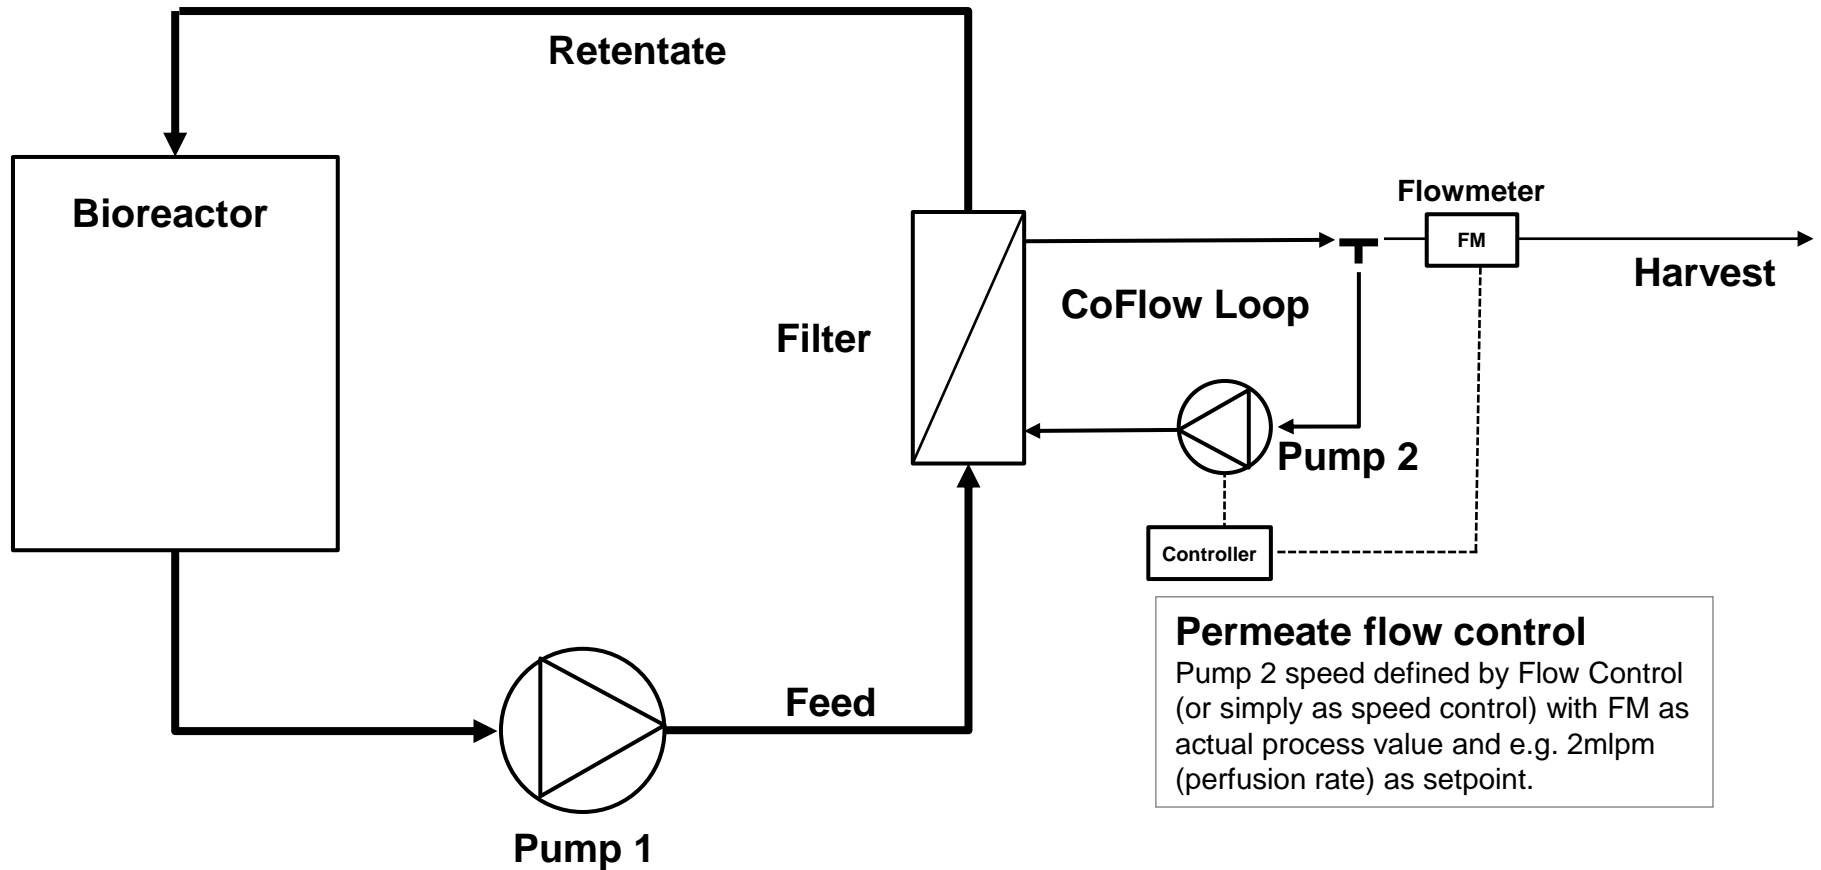 Retentate
Bioreactor
Flowmeter
FM
Harvest
CoFlow Loop
Filter
Pump 2
Controller
Permeate flow control
Pump 2 speed defined by Flow Control
(or simply as speed control) with FM as
actual process value and e.g. 2mlpm
(perfusion rate) as setpoint.
Feed
Pump 1